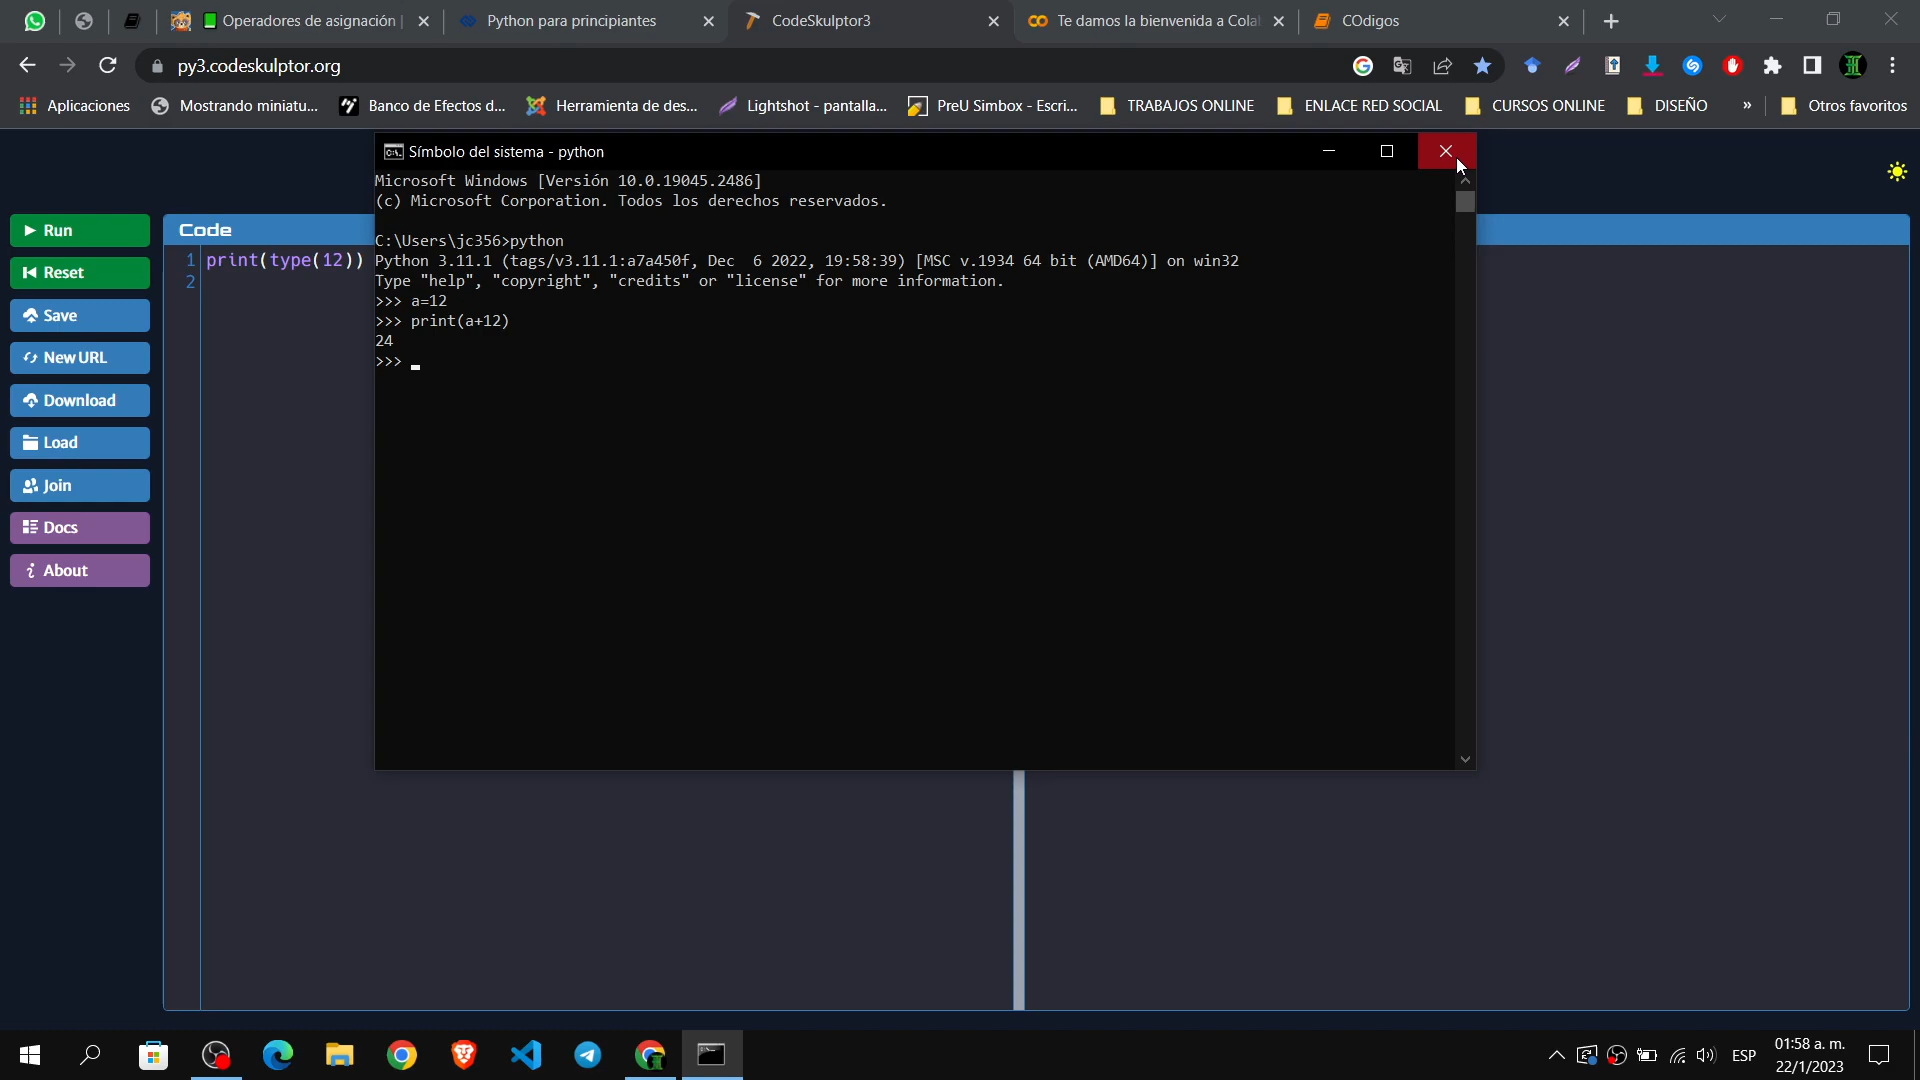 Operadores de asignación
Python para principiantes
CodeSkulptor3
Te damos la bienvenida a Cola
COdigos
py3.codeskulptor.org
Aplicaciones
Mostrando miniatu...
Banco de Efectos d...
Herramienta de des...
Lightshot - pantalla...
PreU Simbox - Escri...
TRABAJOS ONLINE
ENLACE RED SOCIAL
CURSOS ONLINE
DISEÑO
»
Otros favoritos
Símbolo del sistema - python
Microsoft Windows [Versión 10.0.19045.2486]
(c) Microsoft Corporation. Todos los derechos reservados.
C:\Users\jc356>python
Python 3.11.1 (tags/v3.11.1:a7a450f, Dec  6 2022, 19:58:39) [MSC v.1934 64 bit (AMD64)] on win32
Type "help", "copyright", "credits" or "license" for more information.
>>> a=12
>>> print(a+12)
24
>>>
Run
Reset
Save
New URL
Download
Load
Join
Docs
About
Code
1 print(type(12))
2
ESP
01:58 a. m.
22/1/2023